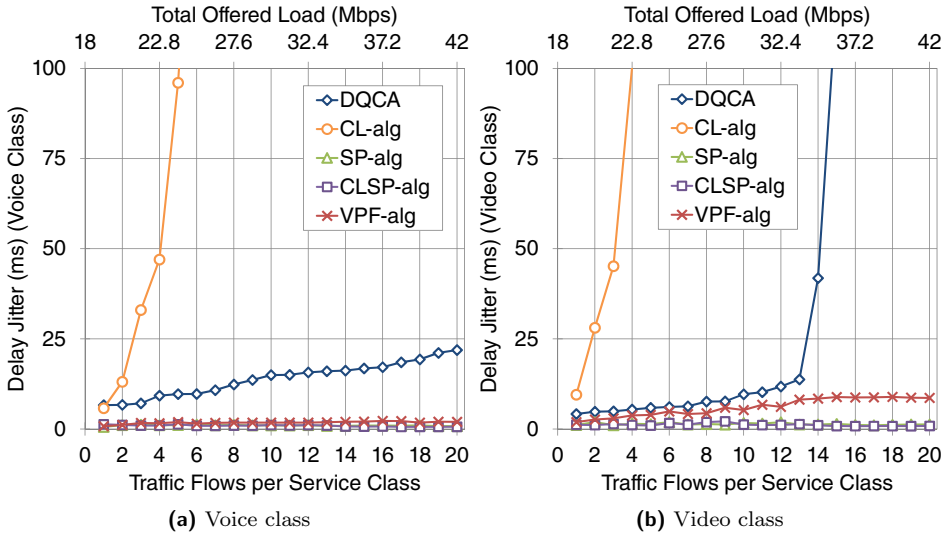 Total Offered Load (Mbps)
18 22.8 27.6 32.4 37.2 42
100
75
50
25
0
Delay Jitter (ms) (Voice Class)
DQCA
CL-alg
SP-alg
CLSP-alg
VPF-alg
0 2 4 6 8 10 12 14 16 18 20
Traffic Flows per Service Class
(a) Voice class
Total Offered Load (Mbps)
18 22.8 27.6 32.4 37.2 42
100
75
50
25
0
Delay Jitter (ms) (Video Class)
DQCA
CL-alg
SP-alg
CLSP-alg
VPF-alg
0 2 4 6 8 10 12 14 16 18 20
Traffic Flows per Service Class
(b) Video class